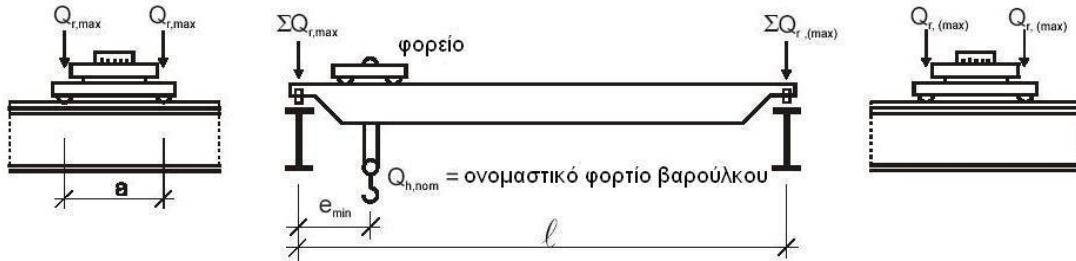 Q_r,max Q_r,max
a
ΣQ_r,max ΣQ_r,(max)
φορείο
Q_h,nom = ονομαστικό φορτίο βαρούλκου
e_min
ℓ
Q_r,(max) Q_r,(max)